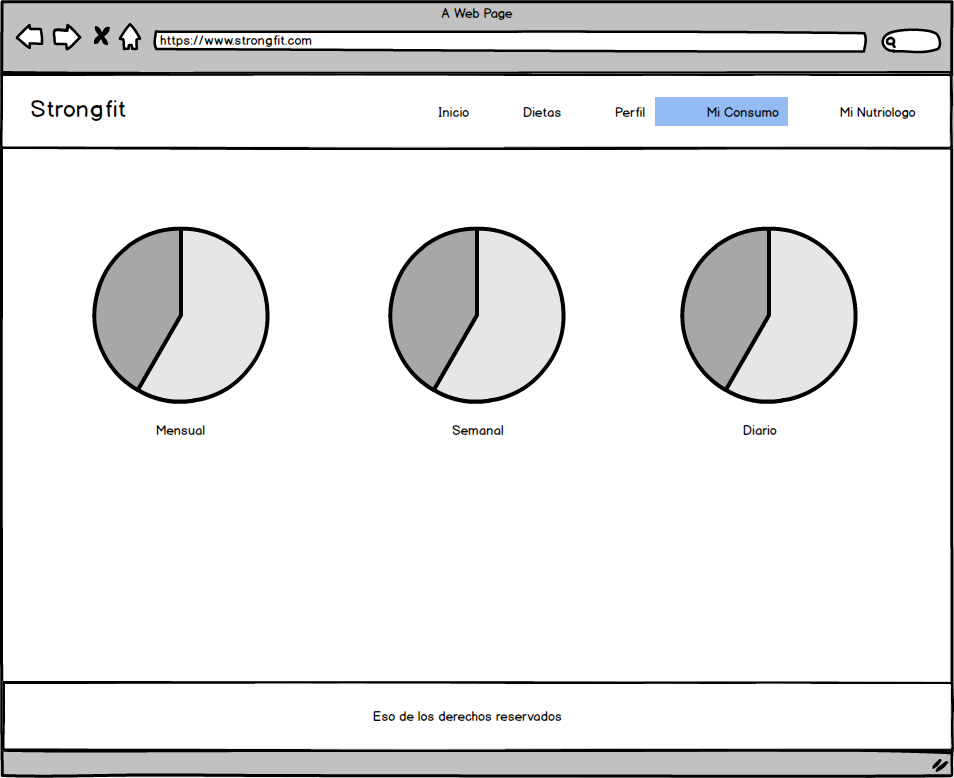 A Web Page
https://www.strongfit.com
Strongfit
Inicio Dietas Perfil Mi Consumo Mi Nutriologo
Mensual Semanal Diario
Eso de los derechos reservados